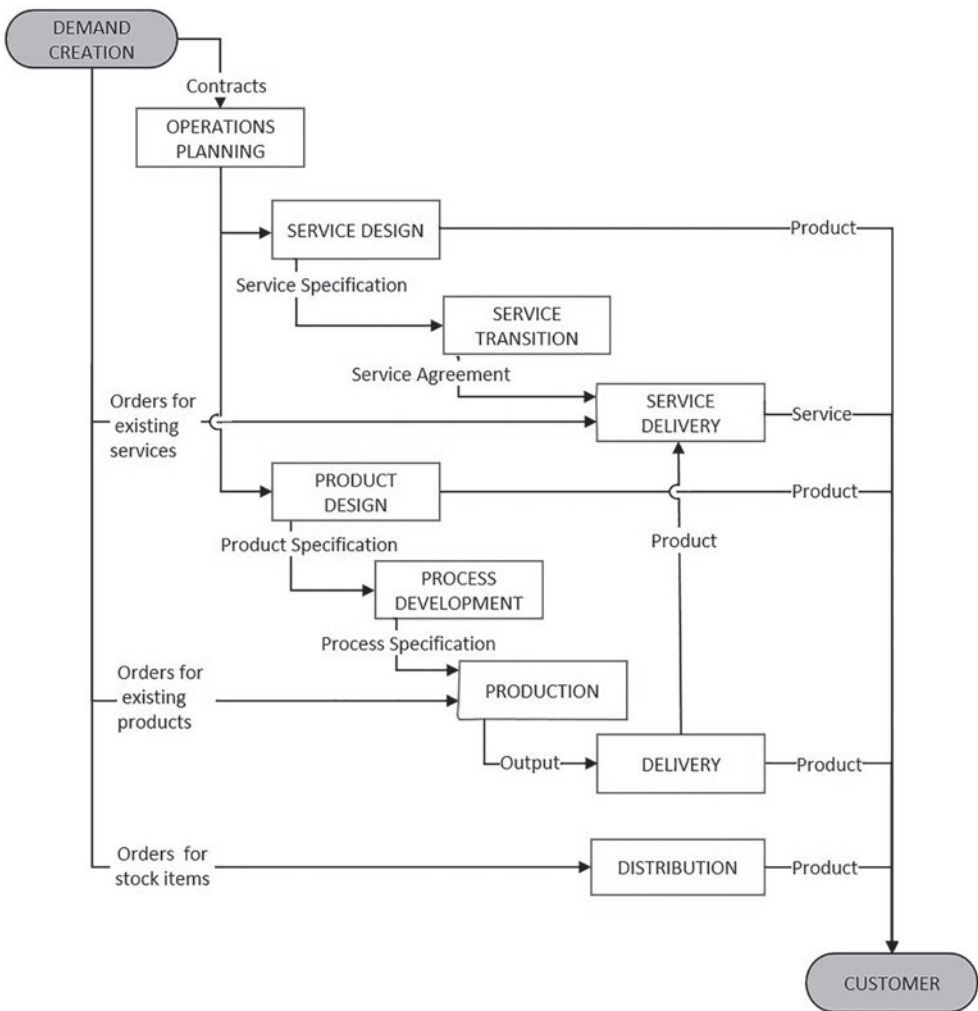 DEMAND
CREATION
Contracts
OPERATIONS
PLANNING
SERVICE DESIGN
Product
Service Specification
SERVICE
TRANSITION
Service Agreement
Orders for
existing
services
SERVICE
DELIVERY
Service
PRODUCT
DESIGN
Product
Product Specification
Product
PROCESS
DEVELOPMENT
Process Specification
Orders for
existing
products
PRODUCTION
Output
DELIVERY
Product
Orders for
stock items
DISTRIBUTION
Product
CUSTOMER